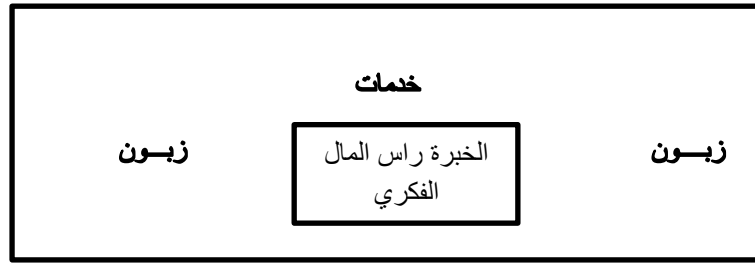 خدمات
زبـــون
الخبرة راس المال
الفكري
زبـــون